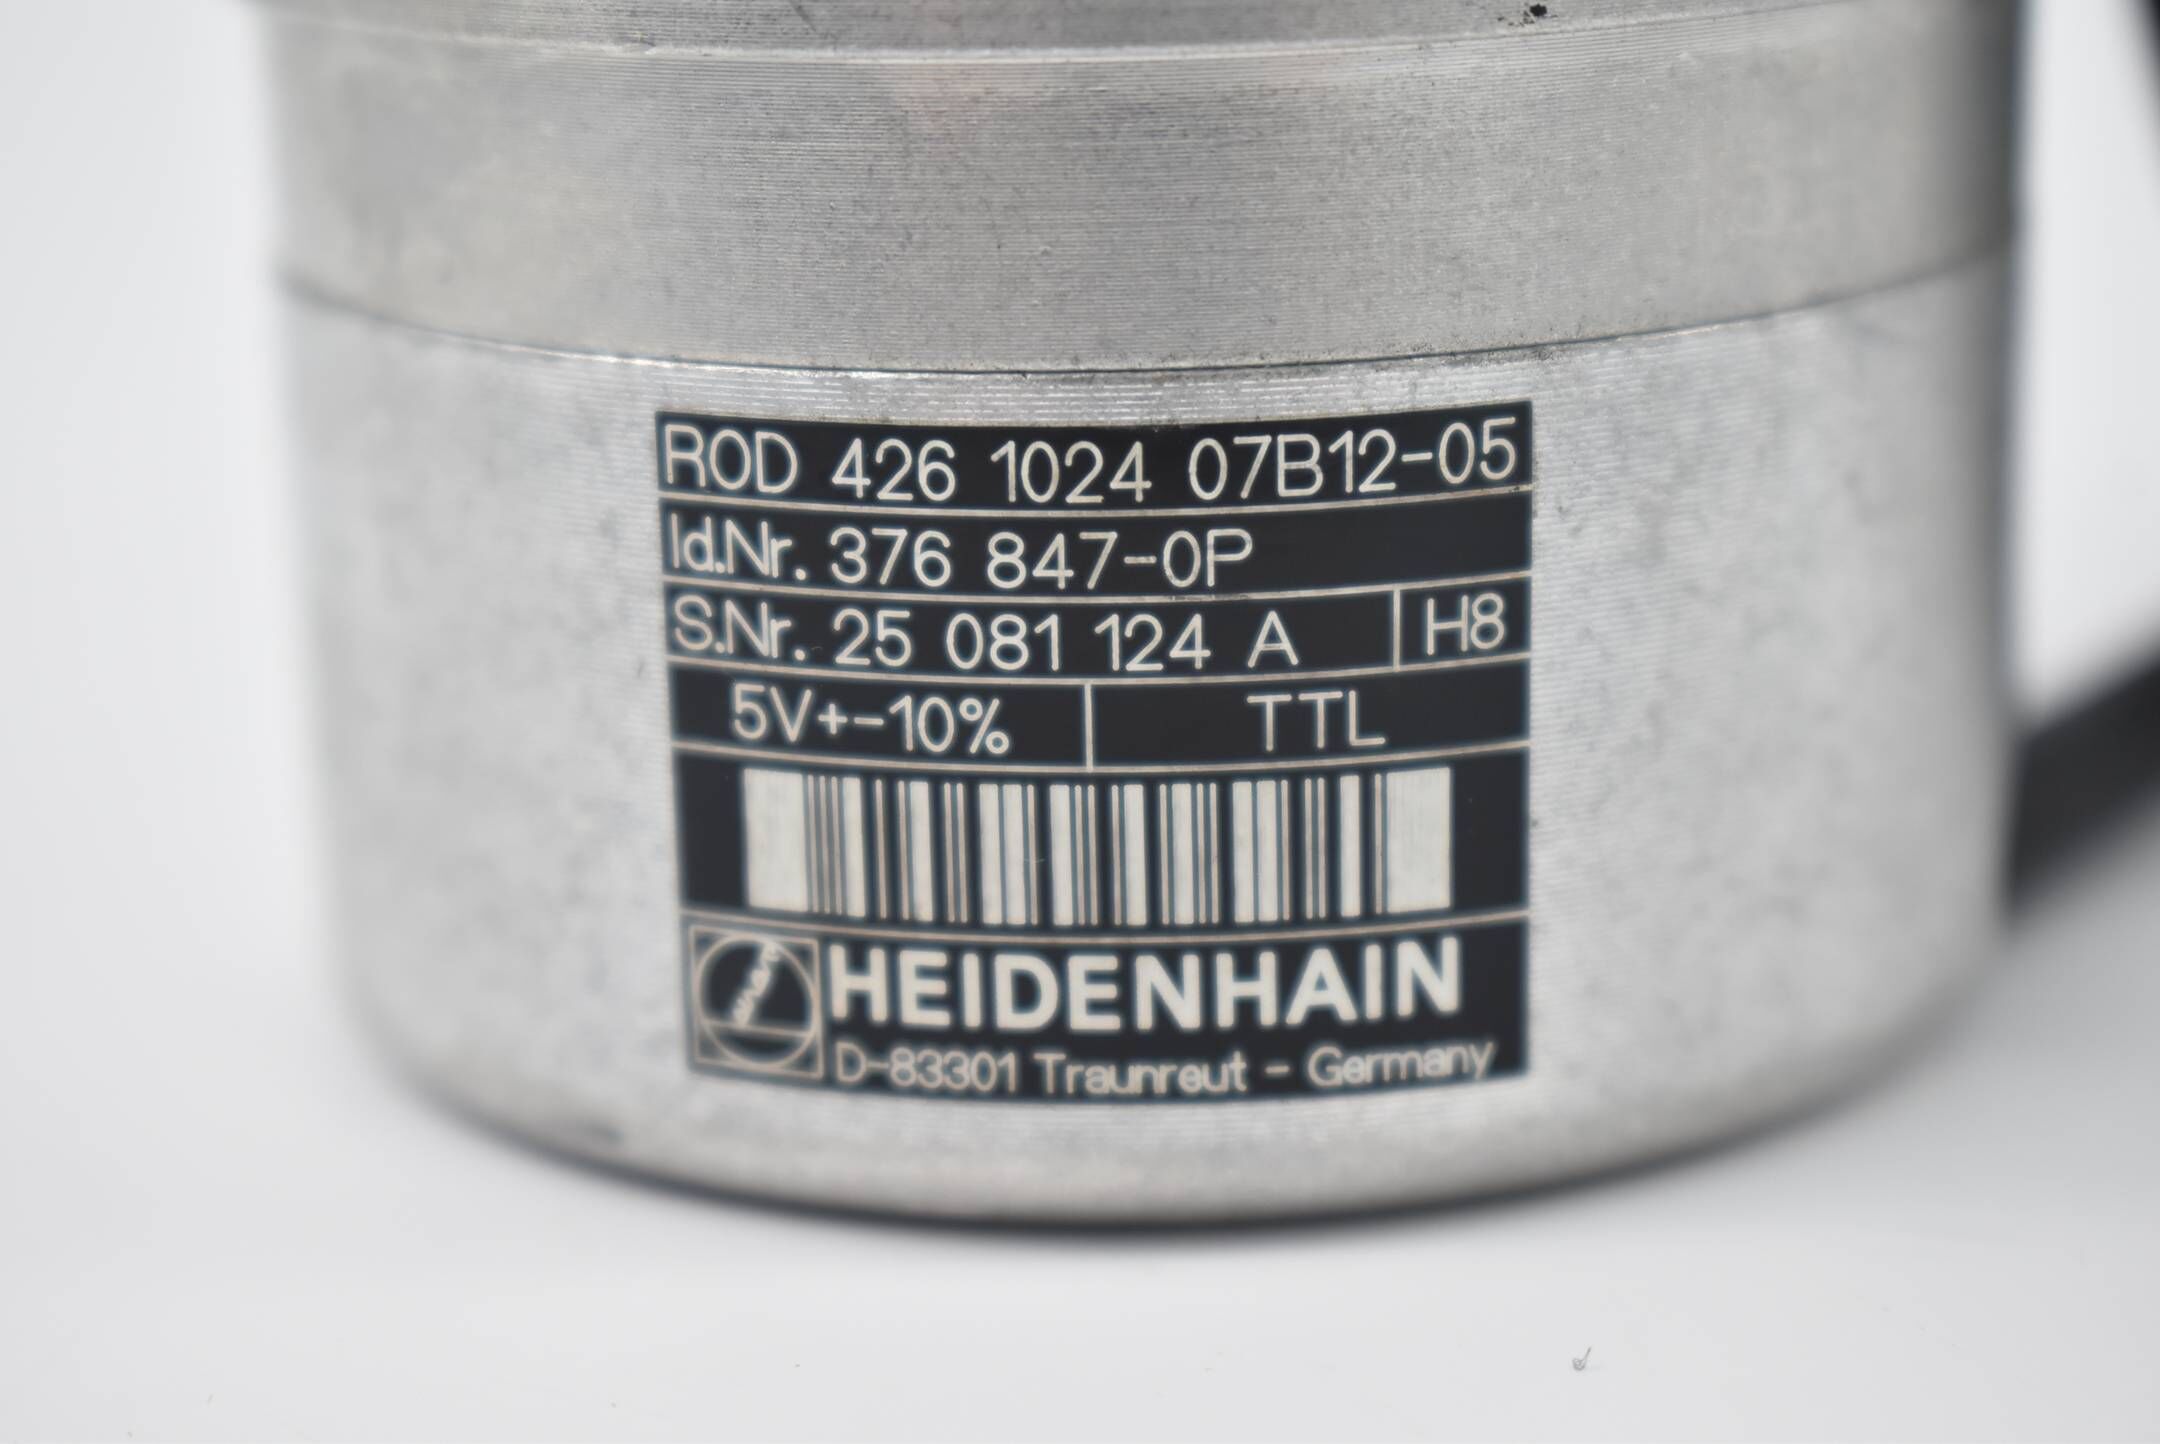 ROD 426 1024 07B12-05
Id.Nr. 376 847-0P
S.Nr. 25 081 124 A H8
5V+-10% TTL
HEIDENHAIN
D-83301 Traunreut - Germany